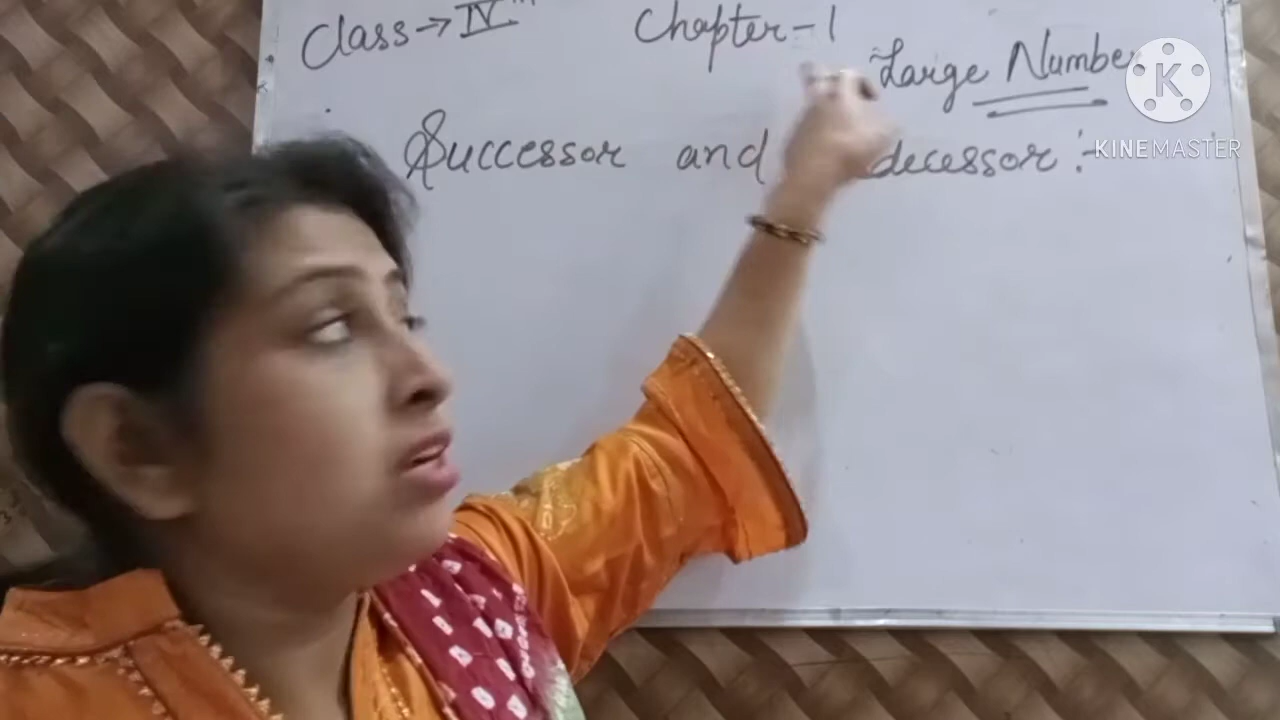 Class→IVth Chapter-1
Large Number
Successor and decessor:-
K
KINEMASTER